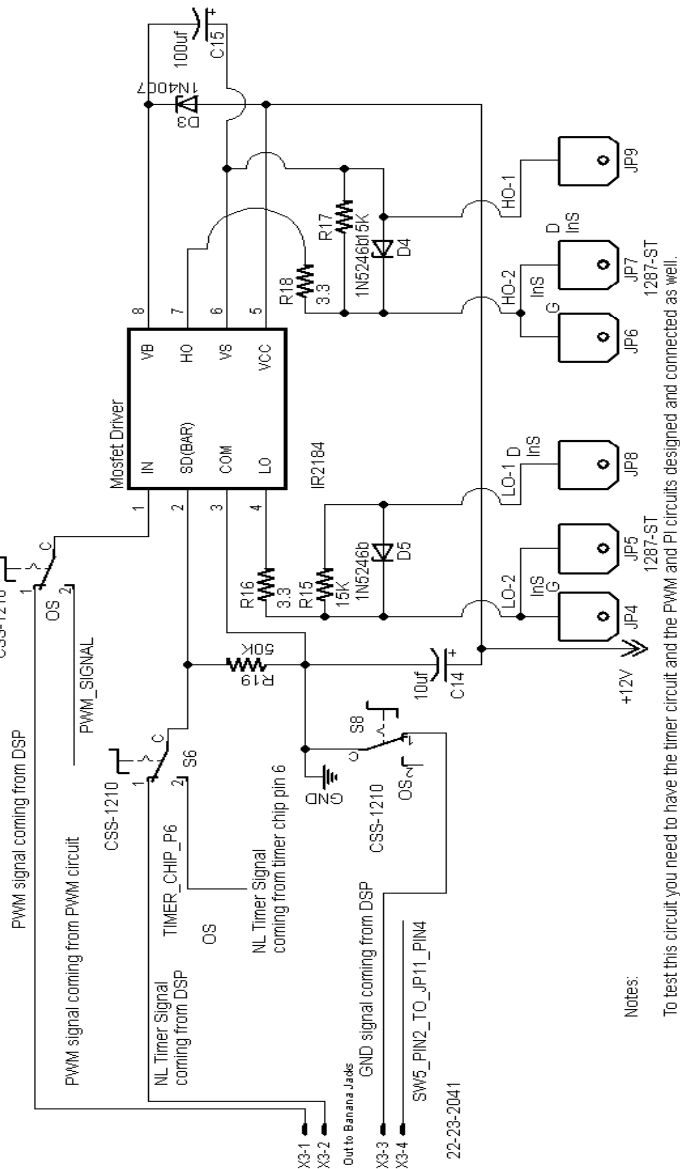 CSS-1210
1
C
2
OS
PWM signal coming from DSP
PWM_SIGNAL
PWM signal coming from PWM circuit
CSS-1210
1
C
2
S6
TIMER_CHIP_P6
OS
NL Timer Signal
coming from DSP
NL Timer Signal
coming from timer chip pin 6
X3-1
X3-2
Out to Banana Jacks
X3-3
X3-4
22-23-2041
GND signal coming from DSP
SW5_PIN2_TO_JP11_PIN4
CSS-1210
OS
2
1
C
S8
GND
R19
50K
10uf
+
C14
Mosfet Driver
IN
SD(BAR)
COM
LO
VB
HO
VS
VCC
1
2
3
4
8
7
6
5
IR2184
100uf
+
C15
1N4007
D3
R16
3.3
R15
15K
1N5246b
D5
R18
3.3
R17
15K
1N5246b
D4
LO-2
LO-1
HO-2
HO-1
D
InS
G
InS
D
InS
G
InS
JP4
JP5
1287-ST
JP8
JP6
JP7
1287-ST
JP9
+12V
Notes:
To test this circuit you need to have the timer circuit and the PWM and PI circuits designed and connected as well.